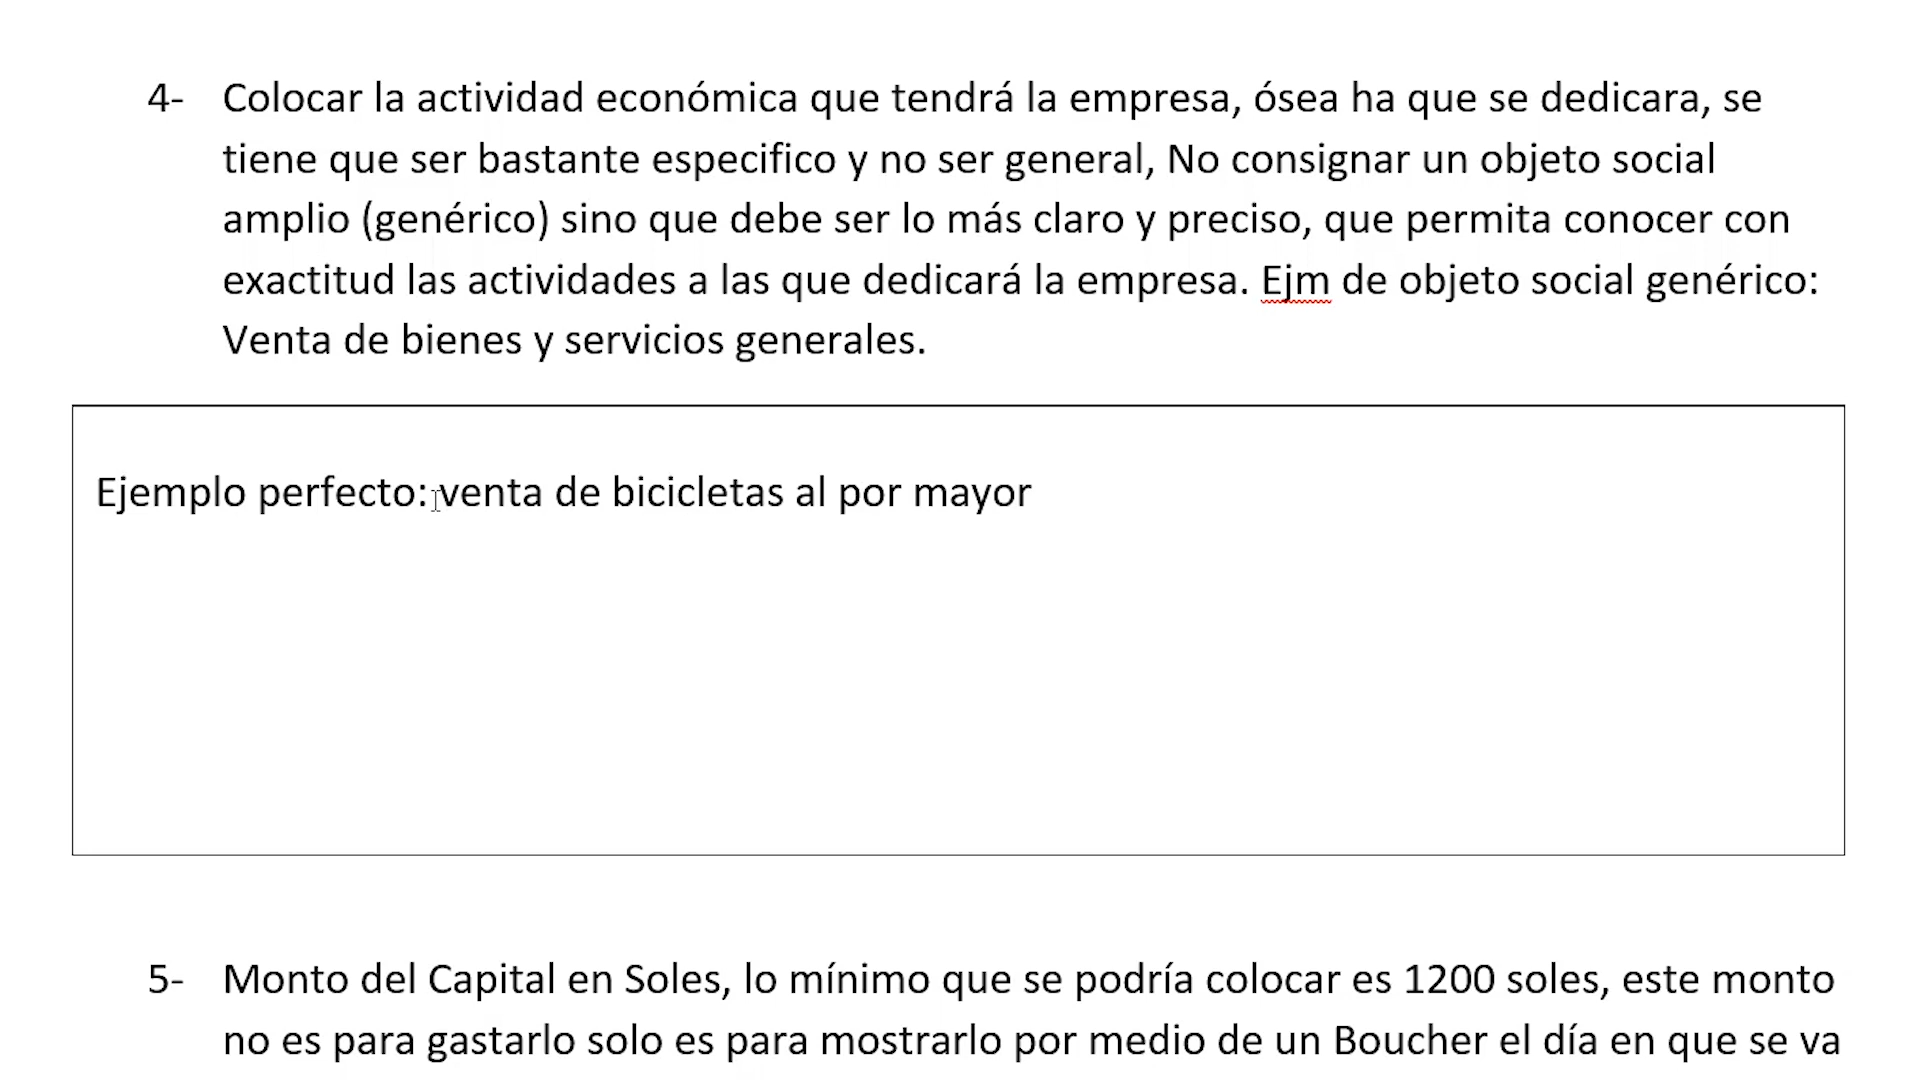 4- Colocar la actividad económica que tendrá la empresa, ósea ha que se dedicara, se
tiene que ser bastante especifico y no ser general, No consignar un objeto social
amplio (genérico) sino que debe ser lo más claro y preciso, que permita conocer con
exactitud las actividades a las que dedicará la empresa. Ejm de objeto social genérico:
Venta de bienes y servicios generales.
Ejemplo perfecto: venta de bicicletas al por mayor
5- Monto del Capital en Soles, lo mínimo que se podría colocar es 1200 soles, este monto
no es para gastarlo solo es para mostrarlo por medio de un Boucher el día en que se va